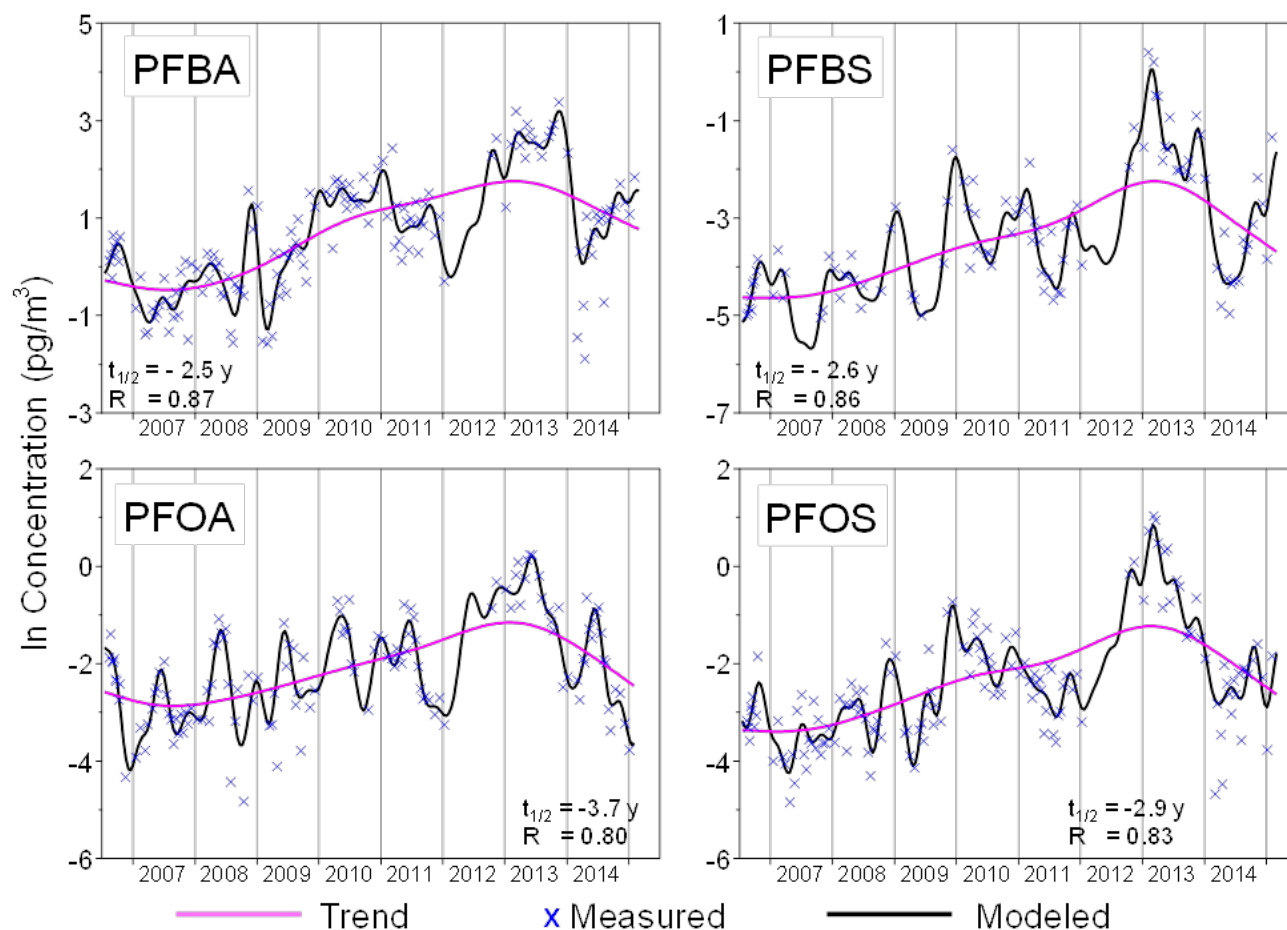 ln Concentration (pg/m³)
PFBA
5
3
1
-1
-3
t1/2 = - 2.5 y
R = 0.87
2007 2008 2009 2010 2011 2012 2013 2014
PFBS
1
-1
-3
-5
-7
t1/2 = - 2.6 y
R = 0.86
2007 2008 2009 2010 2011 2012 2013 2014
PFOA
2
0
-2
-4
-6
t1/2 = -3.7 y
R = 0.80
2007 2008 2009 2010 2011 2012 2013 2014
PFOS
2
0
-2
-4
-6
t1/2 = -2.9 y
R = 0.83
2007 2008 2009 2010 2011 2012 2013 2014
Trend x Measured Modeled